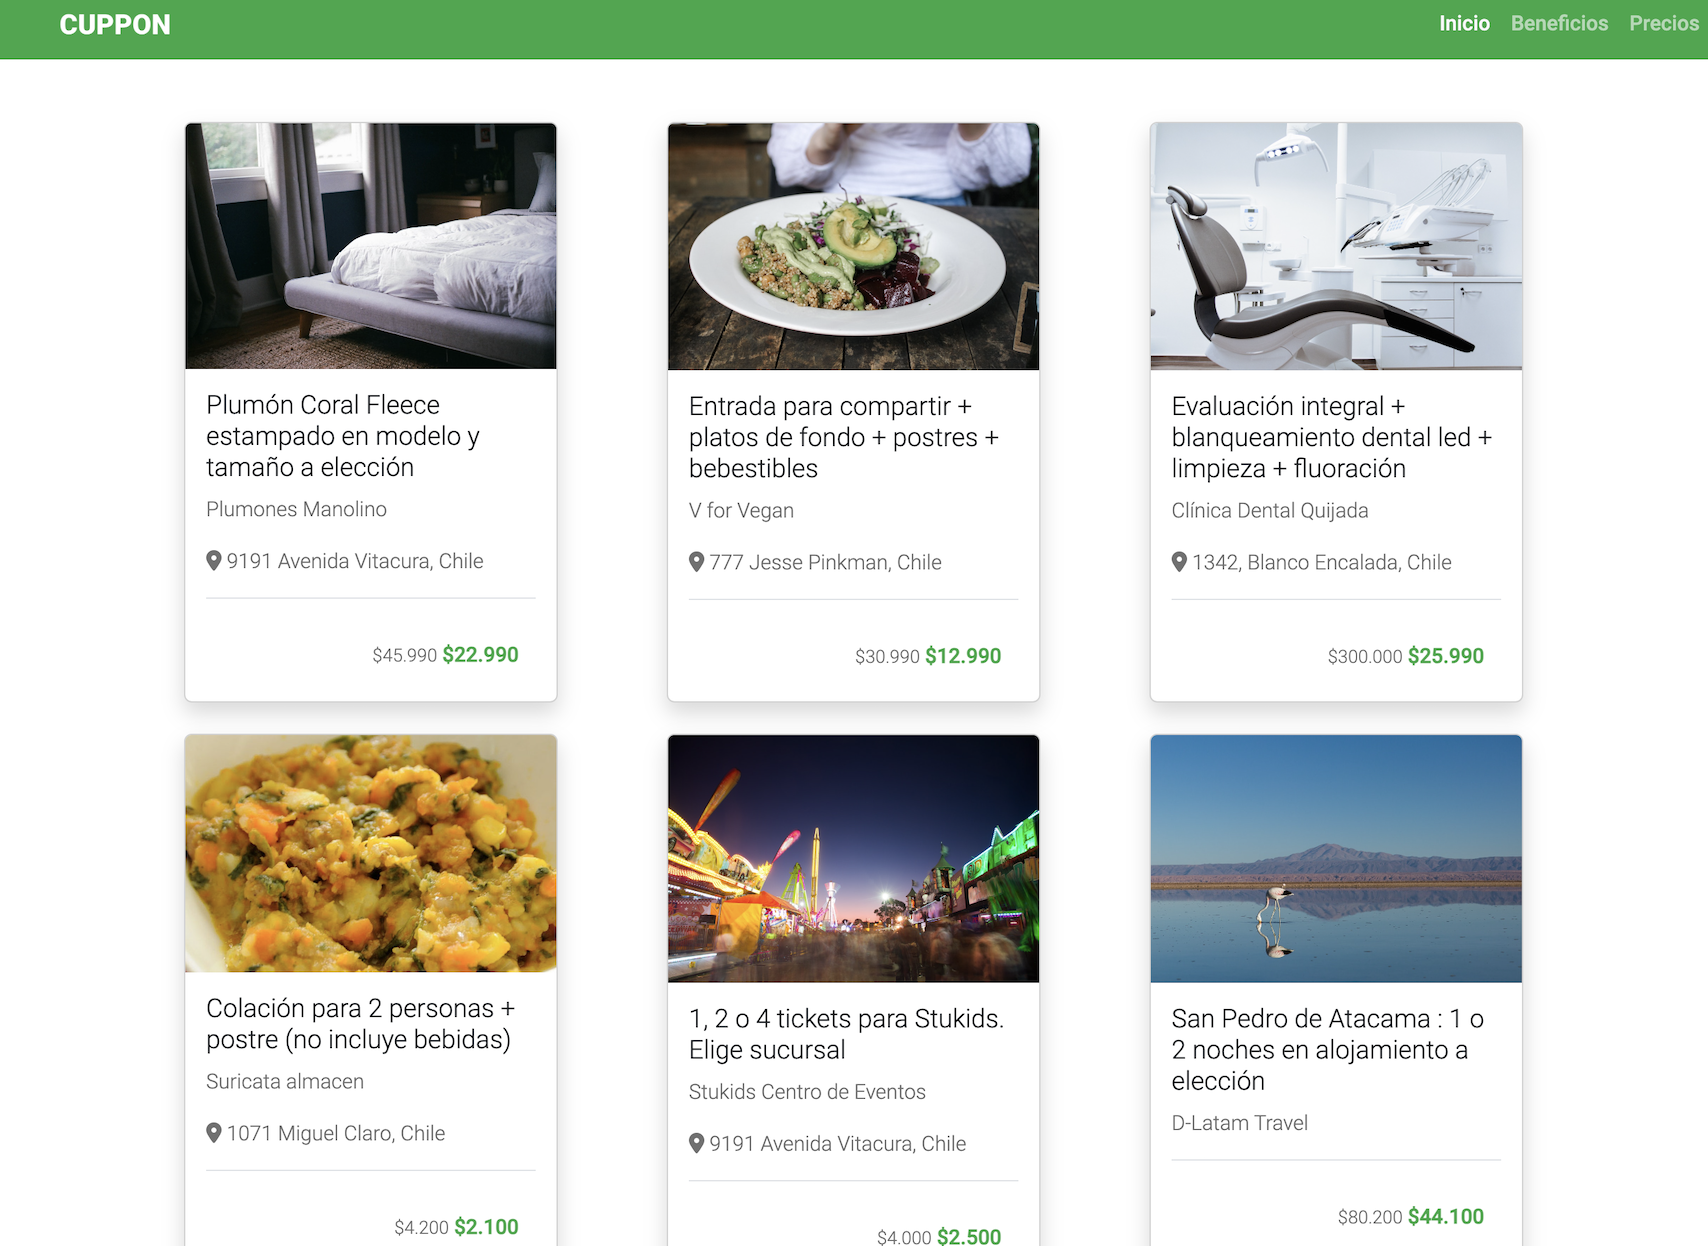 CUPPON
Inicio Beneficios Precios
Plumón Coral Fleece
estampado en modelo y
tamaño a elección
Plumones Manolino
9191 Avenida Vitacura, Chile
$45.990 $22.990
Entrada para compartir +
platos de fondo + postres +
bebestibles
V for Vegan
777 Jesse Pinkman, Chile
$30.990 $12.990
Evaluación integral +
blanqueamiento dental led +
limpieza + fluoración
Clínica Dental Quijada
1342, Blanco Encalada, Chile
$300.000 $25.990
Colación para 2 personas +
postre (no incluye bebidas)
Suricata almacen
1071 Miguel Claro, Chile
$4.200 $2.100
1, 2 o 4 tickets para Stukids.
Elige sucursal
Stukids Centro de Eventos
9191 Avenida Vitacura, Chile
$4.000 $2.500
San Pedro de Atacama : 1 o
2 noches en alojamiento a
elección
D-Latam Travel
$80.200 $44.100